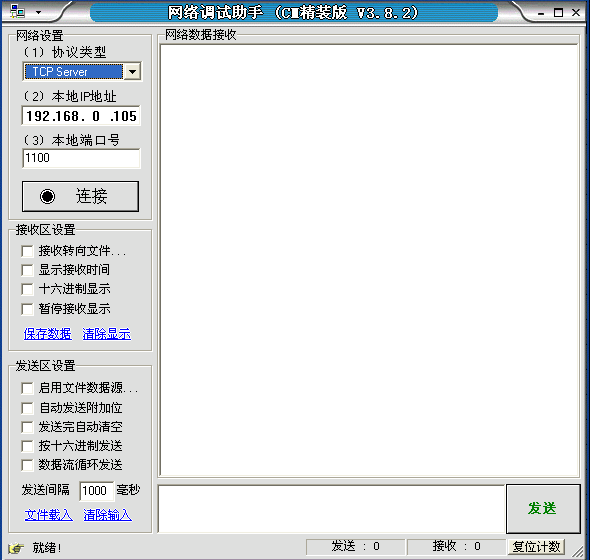 网络调试助手 (CⅢ精装版 V3.8.2)
网络设置
(1) 协议类型
TCP Server
(2) 本地IP地址
192.168. 0 .105
(3) 本地端口号
1100
连接
接收区设置
接收转向文件...
显示接收时间
十六进制显示
暂停接收显示
保存数据 清除显示
发送区设置
启用文件数据源...
自动发送附加位
发送完自动清空
按十六进制发送
数据流循环发送
发送间隔 1000 毫秒
文件载入 清除输入
网络数据接收
发送
就绪!
发送 : 0
接收 : 0
复位计数